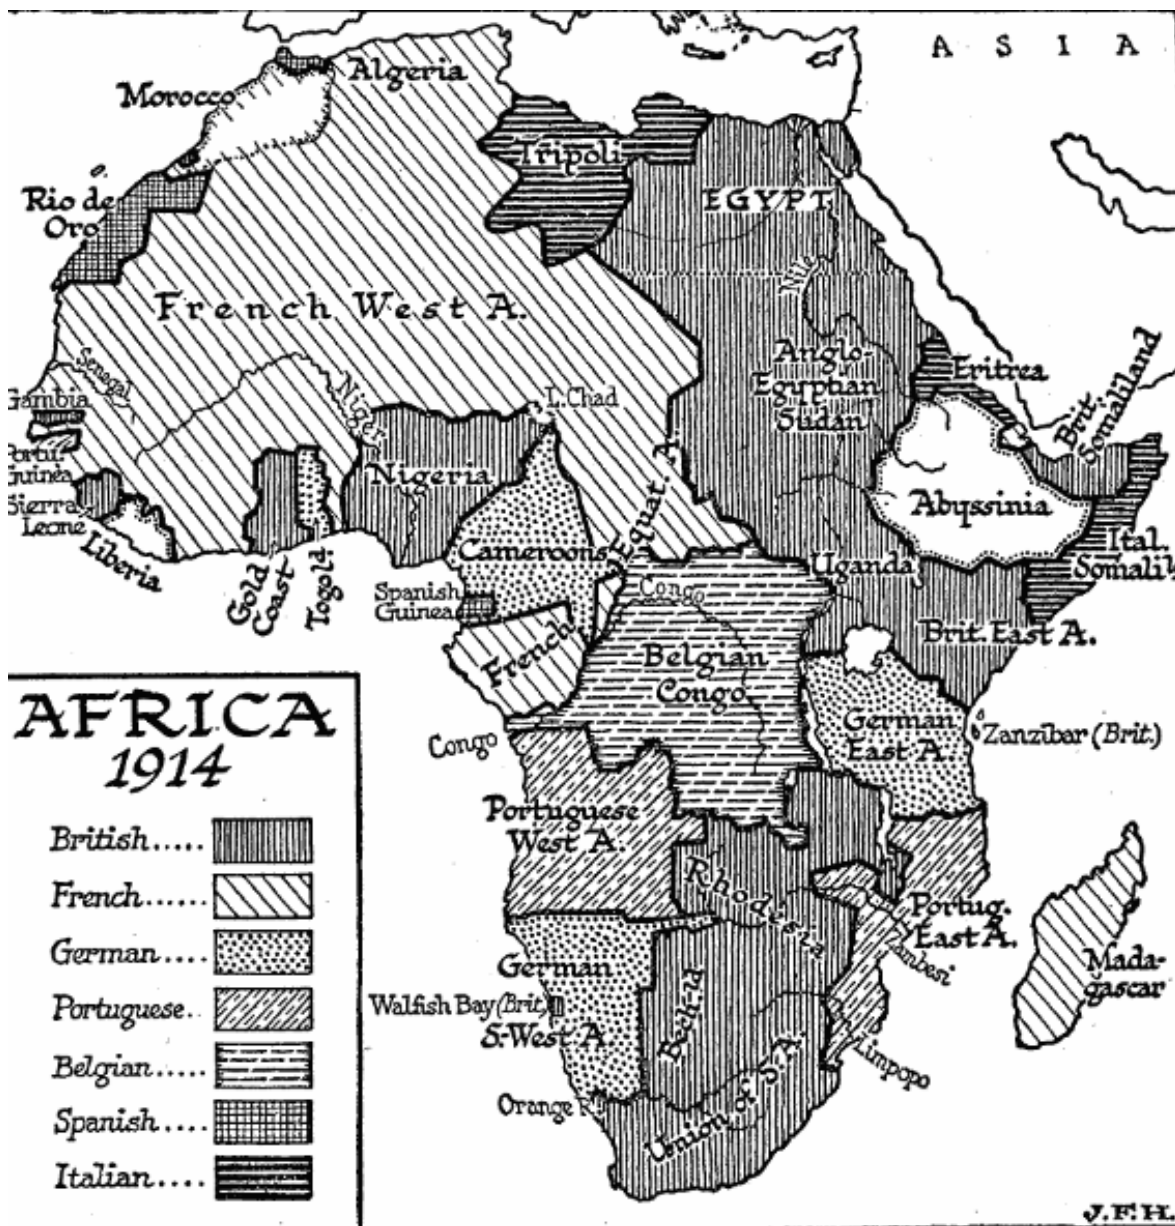 ASIA
Algeria
Morocco
Tripoli
Rio de
Oro
EGYPT
French West A.
Nile
Senegal
Niger
Anglo-
Egyptian
Sudan
Eritrea
Brit.
Somaliland
Gambia
L. Chad
Portu.
Guinea
Nigeria
Sierra
Leone
Abyssinia
Liberia
Gold
Coast
Togol'd.
Cameroons
Equat. A.
Uganda
Ital.
Somali'd
Spanish
Guinea
Congo
French
Brit. East A.
Belgian
Congo
German
East A.
Zanzibar (Brit.)
Congo
Portuguese
West A.
Rhodesia
Portug.
East A.
Zambesi
Mada-
gascar
German
S.-West A.
Walfish Bay (Brit.)
Bech'ld
Limpopo
Orange R.
Union of S. A.
AFRICA
1914
British.....
French......
German....
Portuguese..
Belgian.....
Spanish....
Italian....
J.F.H.